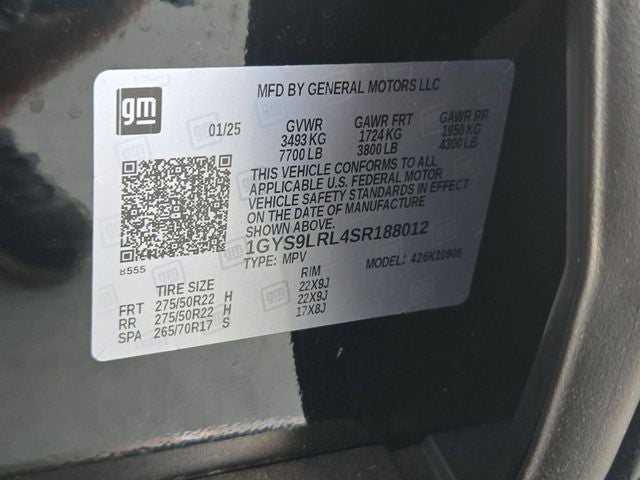 gm
MFD BY GENERAL MOTORS LLC
01/25
GVWR GAWR FRT GAWR RR
3493 KG 1724 KG 1950 KG
7700 LB 3800 LB 4300 LB
THIS VEHICLE CONFORMS TO ALL
APPLICABLE U.S. FEDERAL MOTOR
VEHICLE SAFETY STANDARDS IN EFFECT
ON THE DATE OF MANUFACTURE
SHOWN ABOVE.
1GYS9LRL4SR188012
TYPE: MPV MODEL: 426K10906
8555
TIRE SIZE RIM
FRT 275/50R22 H 22X9J
RR 275/50R22 H 22X9J
SPA 265/70R17 S 17X8J